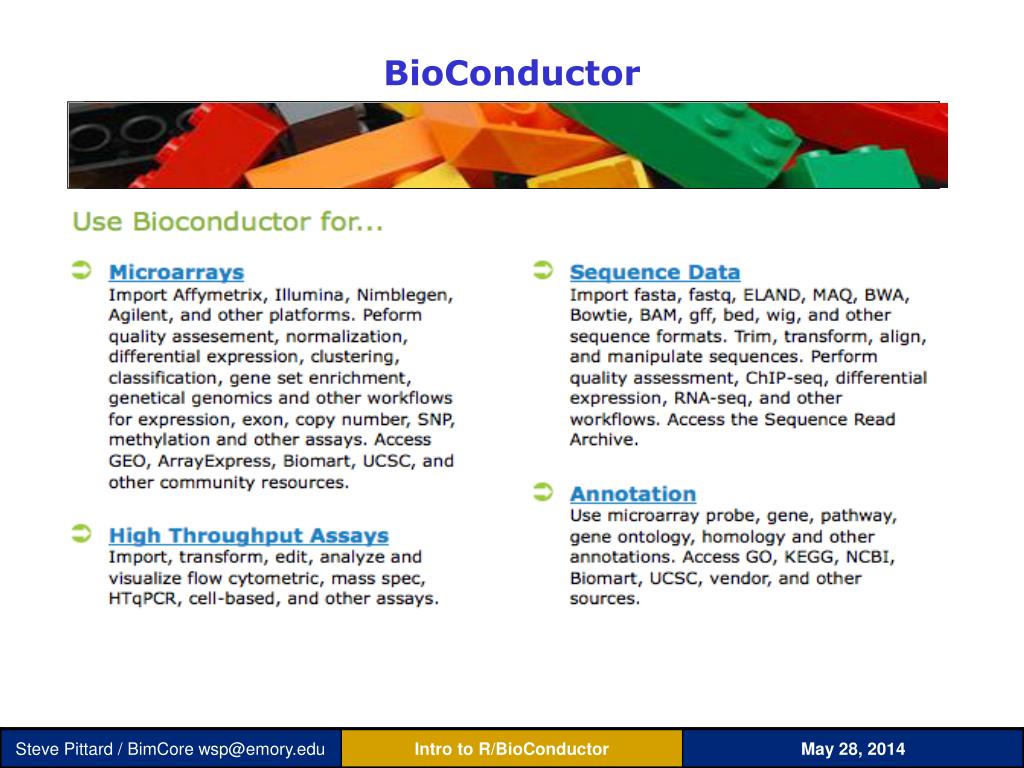 BioConductor
Use Bioconductor for...
Microarrays
Import Affymetrix, Illumina, Nimblegen,
Agilent, and other platforms. Peform
quality assesement, normalization,
differential expression, clustering,
classification, gene set enrichment,
genetical genomics and other workflows
for expression, exon, copy number, SNP,
methylation and other assays. Access
GEO, ArrayExpress, Biomart, UCSC, and
other community resources.
High Throughput Assays
Import, transform, edit, analyze and
visualize flow cytometric, mass spec,
HTqPCR, cell-based, and other assays.
Sequence Data
Import fasta, fastq, ELAND, MAQ, BWA,
Bowtie, BAM, gff, bed, wig, and other
sequence formats. Trim, transform, align,
and manipulate sequences. Perform
quality assessment, ChIP-seq, differential
expression, RNA-seq, and other
workflows. Access the Sequence Read
Archive.
Annotation
Use microarray probe, gene, pathway,
gene ontology, homology and other
annotations. Access GO, KEGG, NCBI,
Biomart, UCSC, vendor, and other
sources.
Steve Pittard / BimCore wsp@emory.edu
Intro to R/BioConductor
May 28, 2014